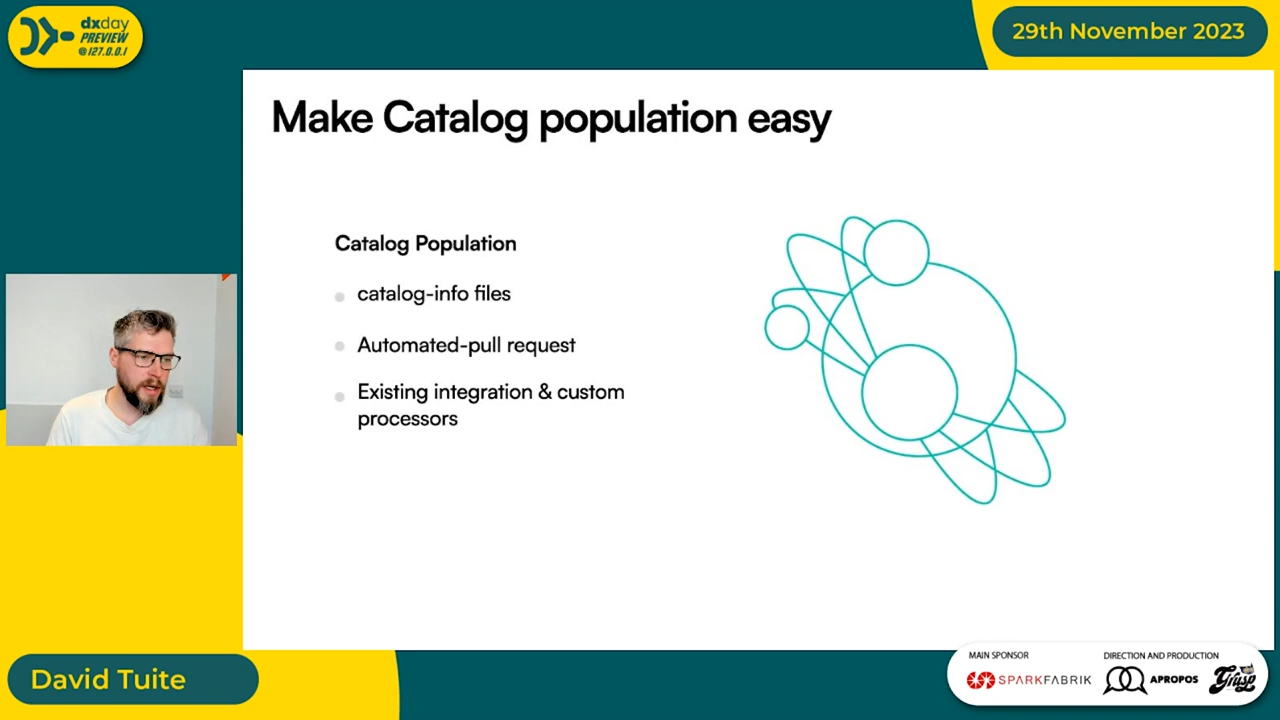 dxday
PREVIEW
@127.0.0.1
29th November 2023
Make Catalog population easy
Catalog Population
catalog-info files
Automated-pull request
Existing integration & custom
processors
David Tuite
MAIN SPONSOR
SPARKFABRIK
DIRECTION AND PRODUCTION
APROPOS
Grusp